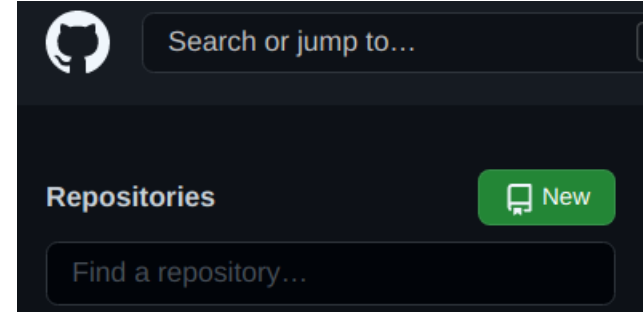 Search or jump to…
Repositories
New
Find a repository…